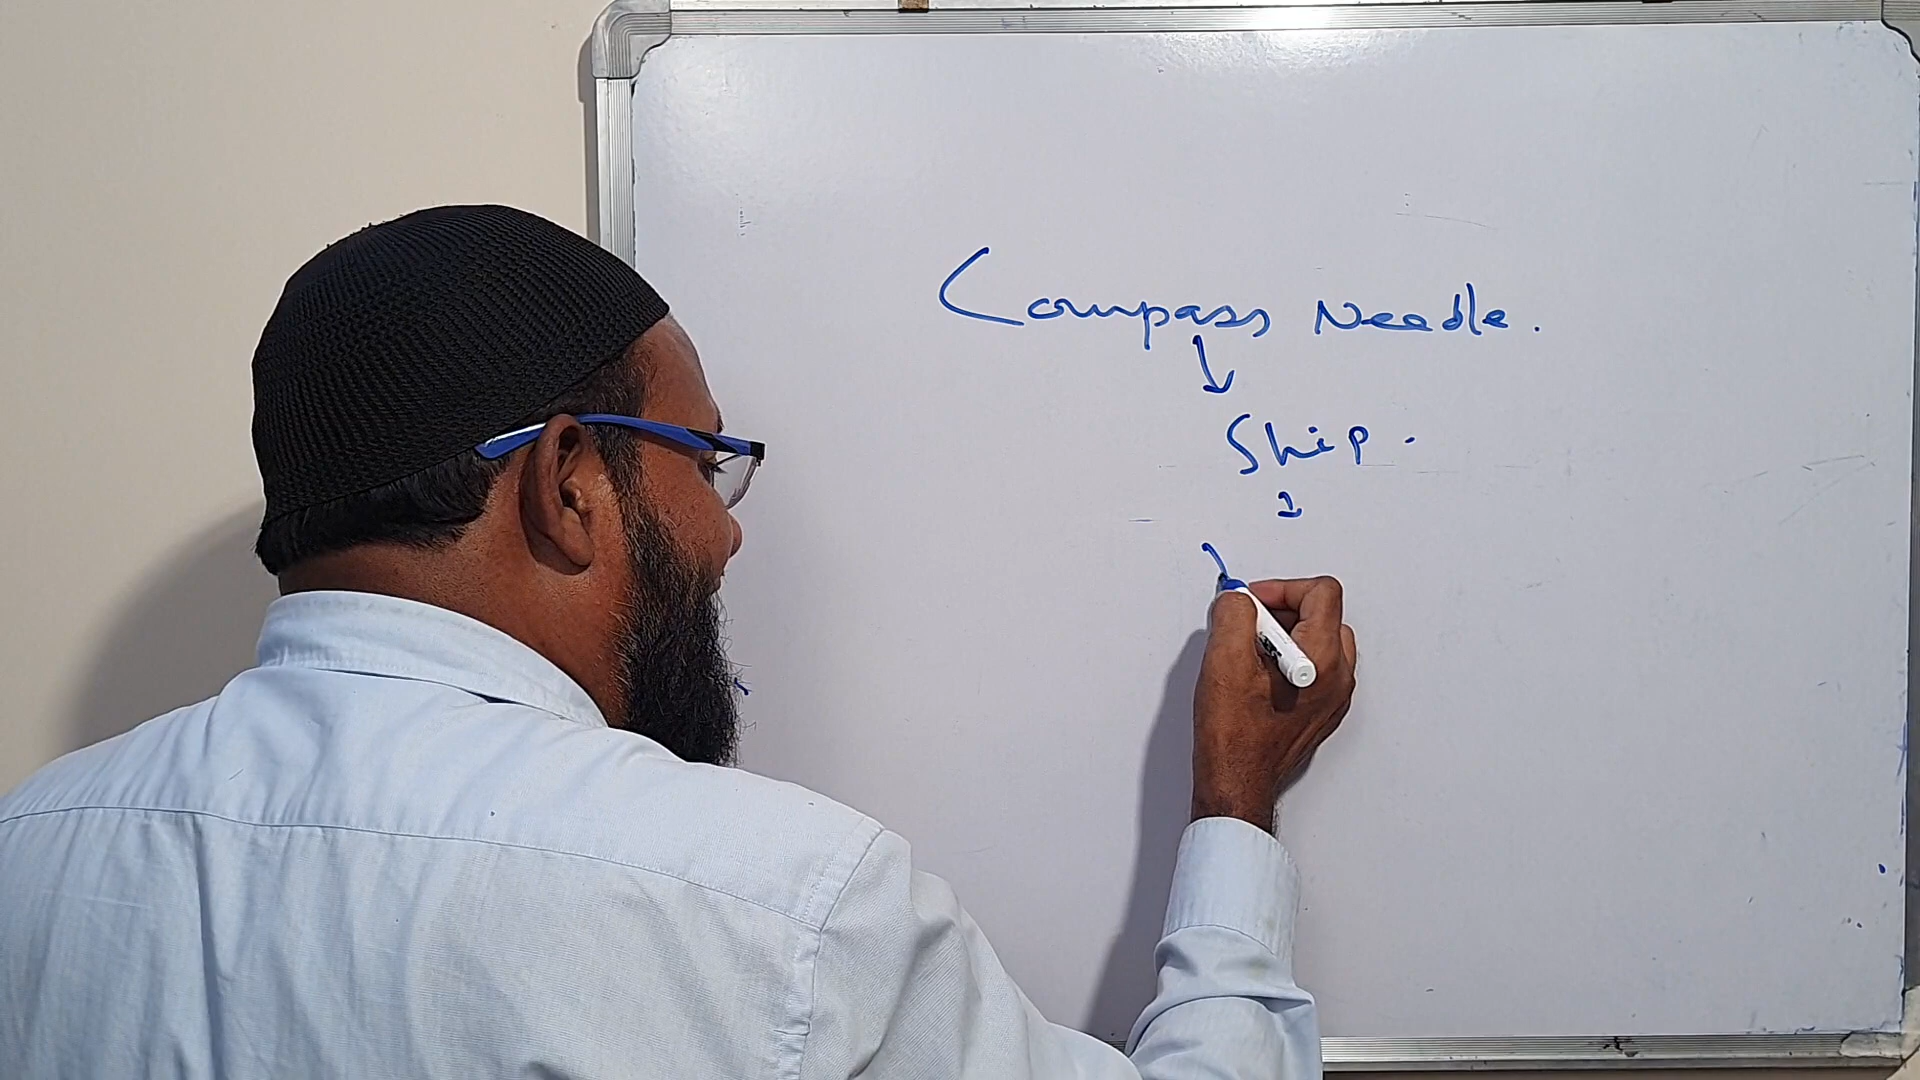 Compass Needle.
↓
Ship.
↓